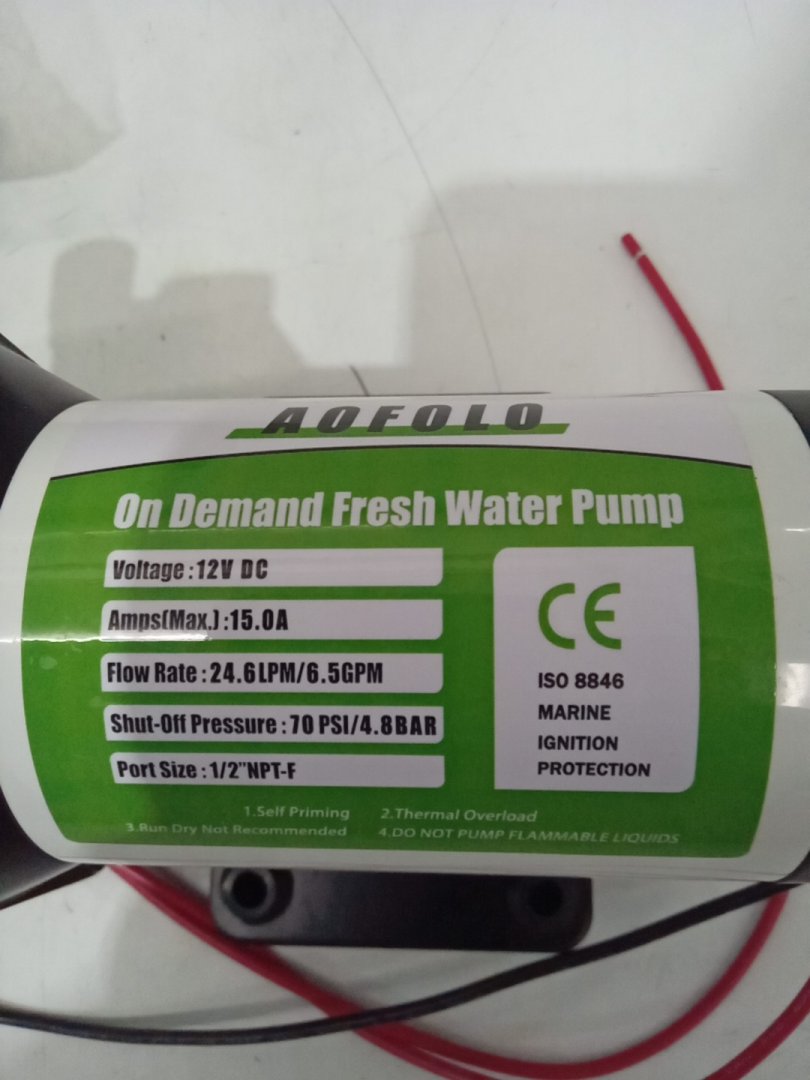 AOFOLO
On Demand Fresh Water Pump
Voltage :12V DC
Amps(Max.) :15.0A
Flow Rate :24.6LPM/6.5GPM
Shut-Off Pressure :70 PSI/4.8BAR
Port Size :1/2"NPT-F
CE
ISO 8846
MARINE
IGNITION
PROTECTION
1.Self Priming 2.Thermal Overload
3.Run Dry Not Recommended 4.DO NOT PUMP FLAMMABLE LIQUIDS